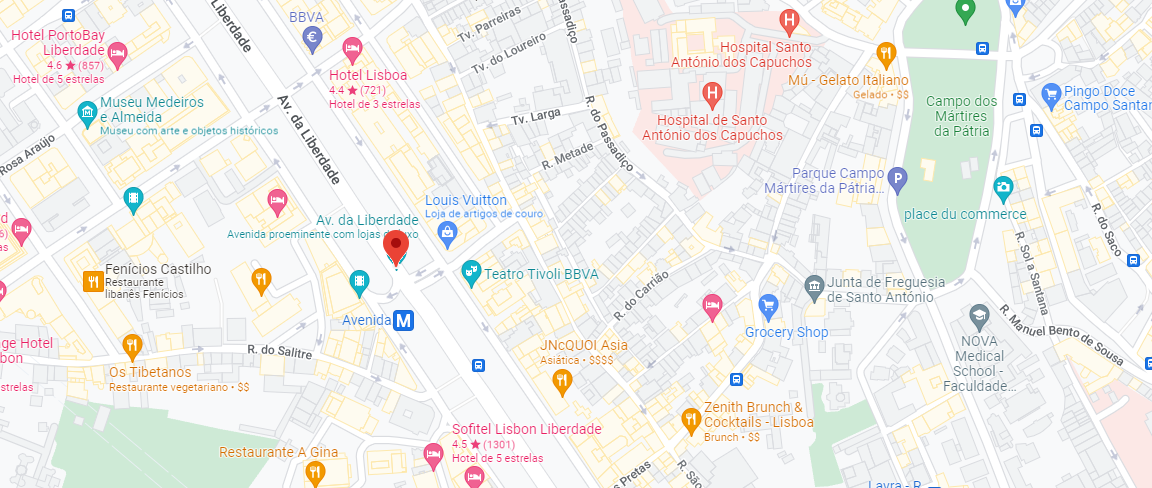 Hotel PortoBay
Liberdade
4.6 ★ (857)
Hotel de 5 estrelas
Liberdade
BBVA
€
Hotel Lisboa
4.4 ★ (721)
Hotel de 3 estrelas
Tv. Parreiras
Tv. do Loureiro
Passadiço
H
Hospital Santo
António dos Capuchos
Mú - Gelato Italiano
Gelado • $$
Pingo Doce
Campo Santan
Museu Medeiros
e Almeida
Museu com arte e objetos históricos
Av. da Liberdade
Rosa Araújo
Tv. Larga
R. do Passadiço
R. Metade
H
Hospital de Santo
António dos Capuchos
Campo dos
Mártires
da Pátria
Parque Campo
Mártires da Pátria...
P
place du commerce
R. do Saco
R. Sol a Santana
Louis Vuitton
Loja de artigos de couro
Av. da Liberdade
Avenida proeminente com lojas de luxo
Fenícios Castilho
Restaurante
libanês Fenícios
Teatro Tivoli BBVA
Avenida
M
R. do Carrião
Grocery Shop
Junta de Freguesia
de Santo António
NOVA
Medical
School -
Faculdade...
R. Manuel Bento de Sousa
ge Hotel
bon
strelas
Os Tibetanos
Restaurante vegetariano • $$
R. do Salitre
JNcQUOI Asia
Asiática • $$$$
Zenith Brunch &
Cocktails - Lisboa
Brunch • $$
Sofitel Lisbon Liberdade
4.5 ★ (1301)
Hotel de 5 estrelas
Restaurante A Gina
s Pretas
R. São
Lavra - R.